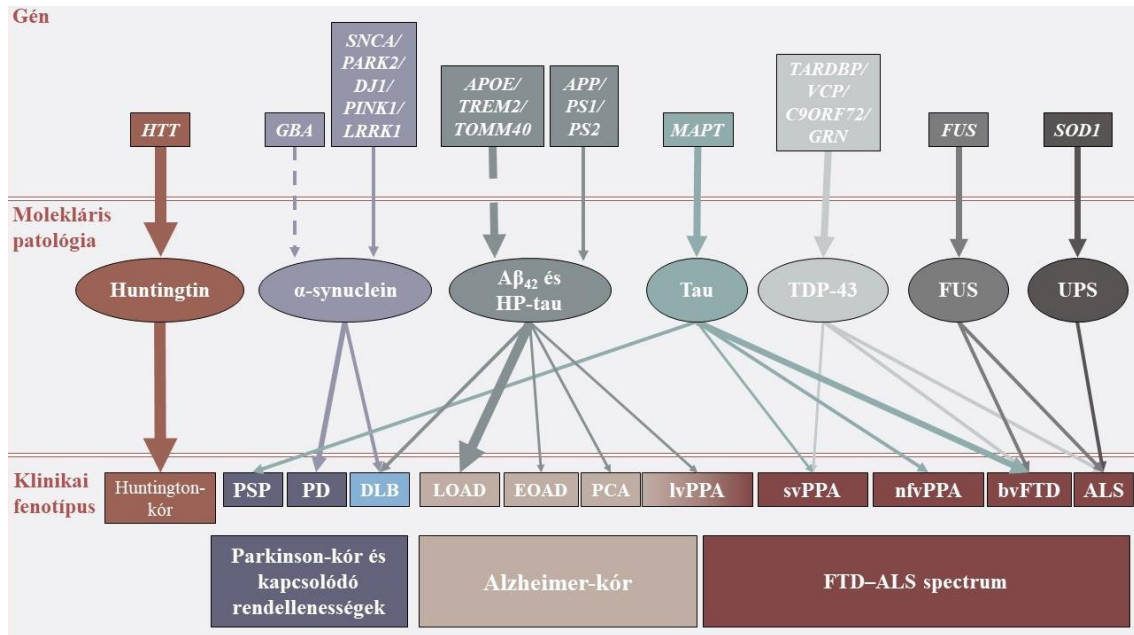 Gén
HTT
GBA
SNCA/
PARK2/
DJ1/
PINK1/
LRRK1
APOE/
TREM2/
TOMM40
APP/
PS1/
PS2
MAPT
TARDBP/
VCP/
C9ORF72/
GRN
FUS
SOD1
Molekláris
patológia
Huntingtin
α-synuclein
Aβ₄₂ és
HP-tau
Tau
TDP-43
FUS
UPS
Klinikai
fenotípus
Huntington-
kór
PSP
PD
DLB
LOAD
EOAD
PCA
lvPPA
svPPA
nfvPPA
bvFTD
ALS
Parkinson-kór és
kapcsolódó
rendellenességek
Alzheimer-kór
FTD–ALS spectrum